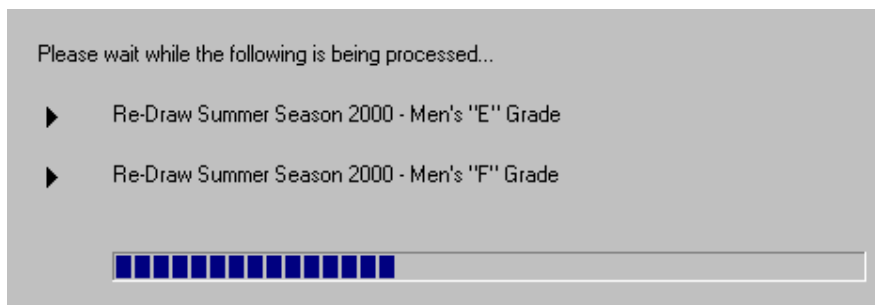 Please wait while the following is being processed...
Re-Draw Summer Season 2000 - Men's "E" Grade
Re-Draw Summer Season 2000 - Men's "F" Grade